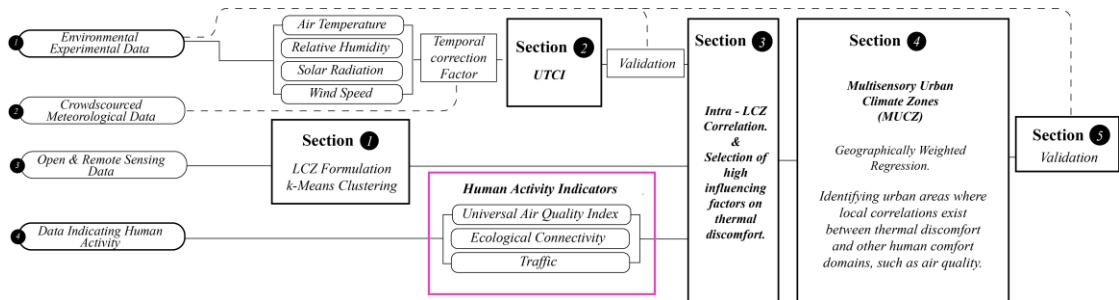 1
Environmental
Experimental Data
2
Crowdscourced
Meteorological Data
3
Open & Remote Sensing
Data
4
Data Indicating Human
Activity
Air Temperature
Relative Humidity
Solar Radiation
Wind Speed
Temporal
correction
Factor
Section 2
UTCI
Validation
Section 1
LCZ Formulation
k-Means Clustering
Human Activity Indicators
Universal Air Quality Index
Ecological Connectivity
Traffic
Section 3
Intra - LCZ
Correlation.
&
Selection of
high
influencing
factors on
thermal
discomfort.
Section 4
Multisensory Urban
Climate Zones
(MUCZ)
Geographically Weighted
Regression.
Identifying urban areas where
local correlations exist
between thermal discomfort
and other human comfort
domains, such as air quality.
Section 5
Validation